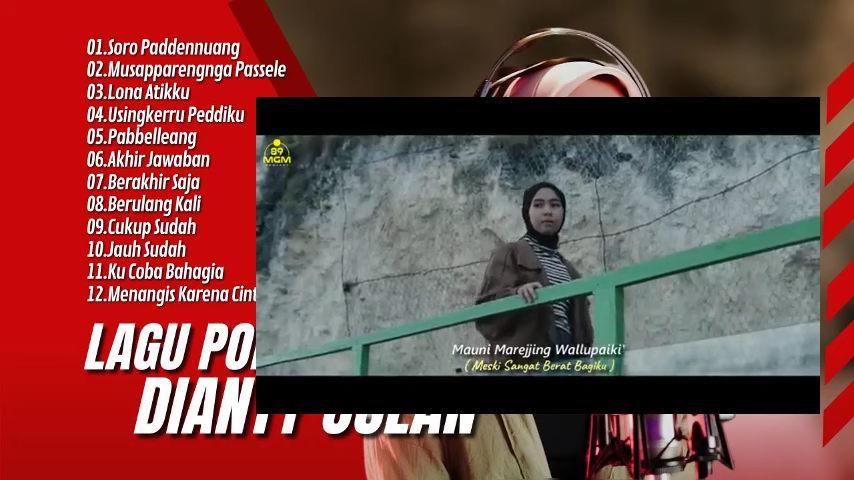 01.Soro Paddennuang
02.Musapparengnga Passele
03.Lona Atikku
04.Usingkerru Peddiku
05.Pabbelleang
06.Akhir Jawaban
07.Berakhir Saja
08.Berulang Kali
09.Cukup Sudah
10.Jauh Sudah
11.Ku Coba Bahagia
12.Menangis Karena Cint
LAGU PO
DIANTY
89
MGM
Mauni Marejjing Wallupaiki'
( Meski Sangat Berat Bagiku )